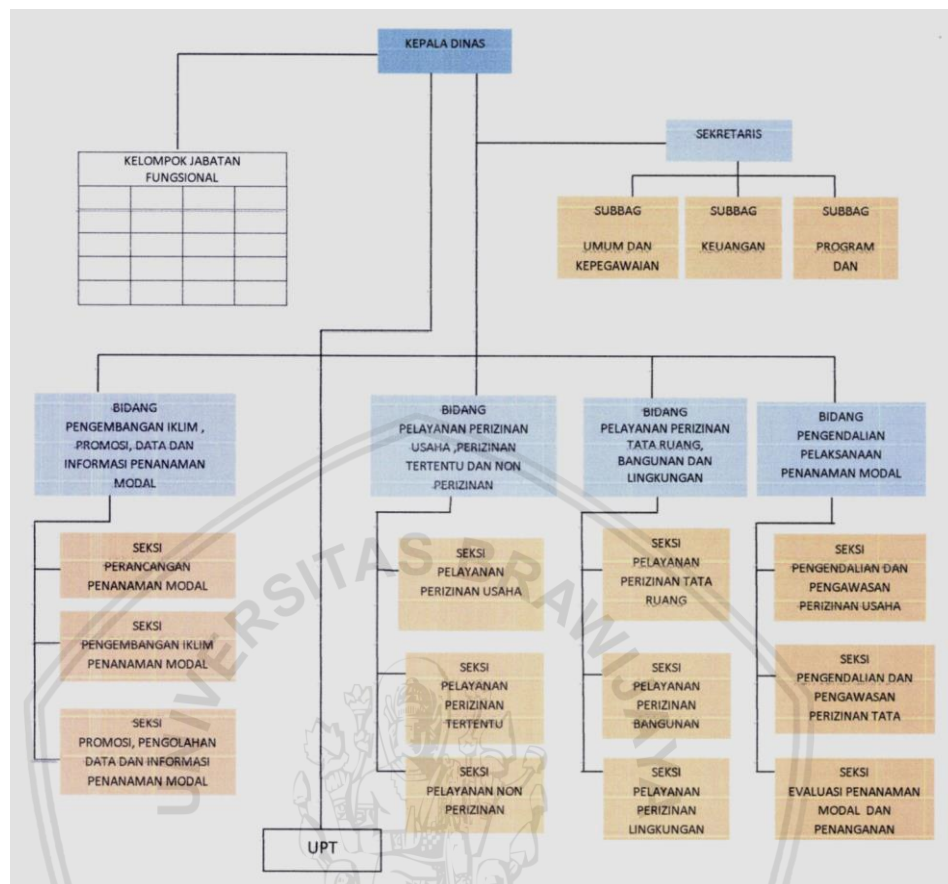 KEPALA DINAS
SEKRETARIS
KELOMPOK JABATAN
FUNGSIONAL
SUBBAG
UMUM DAN
KEPEGAWAIAN
SUBBAG
KEUANGAN
SUBBAG
PROGRAM
DAN
BIDANG
PENGEMBANGAN IKLIM ,
PROMOSI, DATA DAN
INFORMASI PENANAMAN
MODAL
BIDANG
PELAYANAN PERIZINAN
USAHA ,PERIZINAN
TERTENTU DAN NON
PERIZINAN
BIDANG
PELAYANAN PERIZINAN
TATA RUANG,
BANGUNAN DAN
LINGKUNGAN
BIDANG
PENGENDALIAN
PELAKSANAAN
PENANAMAN MODAL
SEKSI
PERANCANGAN
PENANAMAN MODAL
SEKSI
PENGEMBANGAN IKLIM
PENANAMAN MODAL
SEKSI
PROMOSI, PENGOLAHAN
DATA DAN INFORMASI
PENANAMAN MODAL
SEKSI
PELAYANAN
PERIZINAN USAHA
SEKSI
PELAYANAN
PERIZINAN
TERTENTU
SEKSI
PELAYANAN NON
PERIZINAN
SEKSI
PELAYANAN
PERIZINAN TATA
RUANG
SEKSI
PELAYANAN
PERIZINAN
BANGUNAN
SEKSI
PELAYANAN
PERIZINAN
LINGKUNGAN
SEKSI
PENGENDALIAN DAN
PENGAWASAN
PERIZINAN USAHA
SEKSI
PENGENDALIAN DAN
PENGAWASAN
PERIZINAN TATA
SEKSI
EVALUASI PENANAMAN
MODAL DAN
PENANGANAN
UPT
UNIVERSITAS BRAWIJAYA